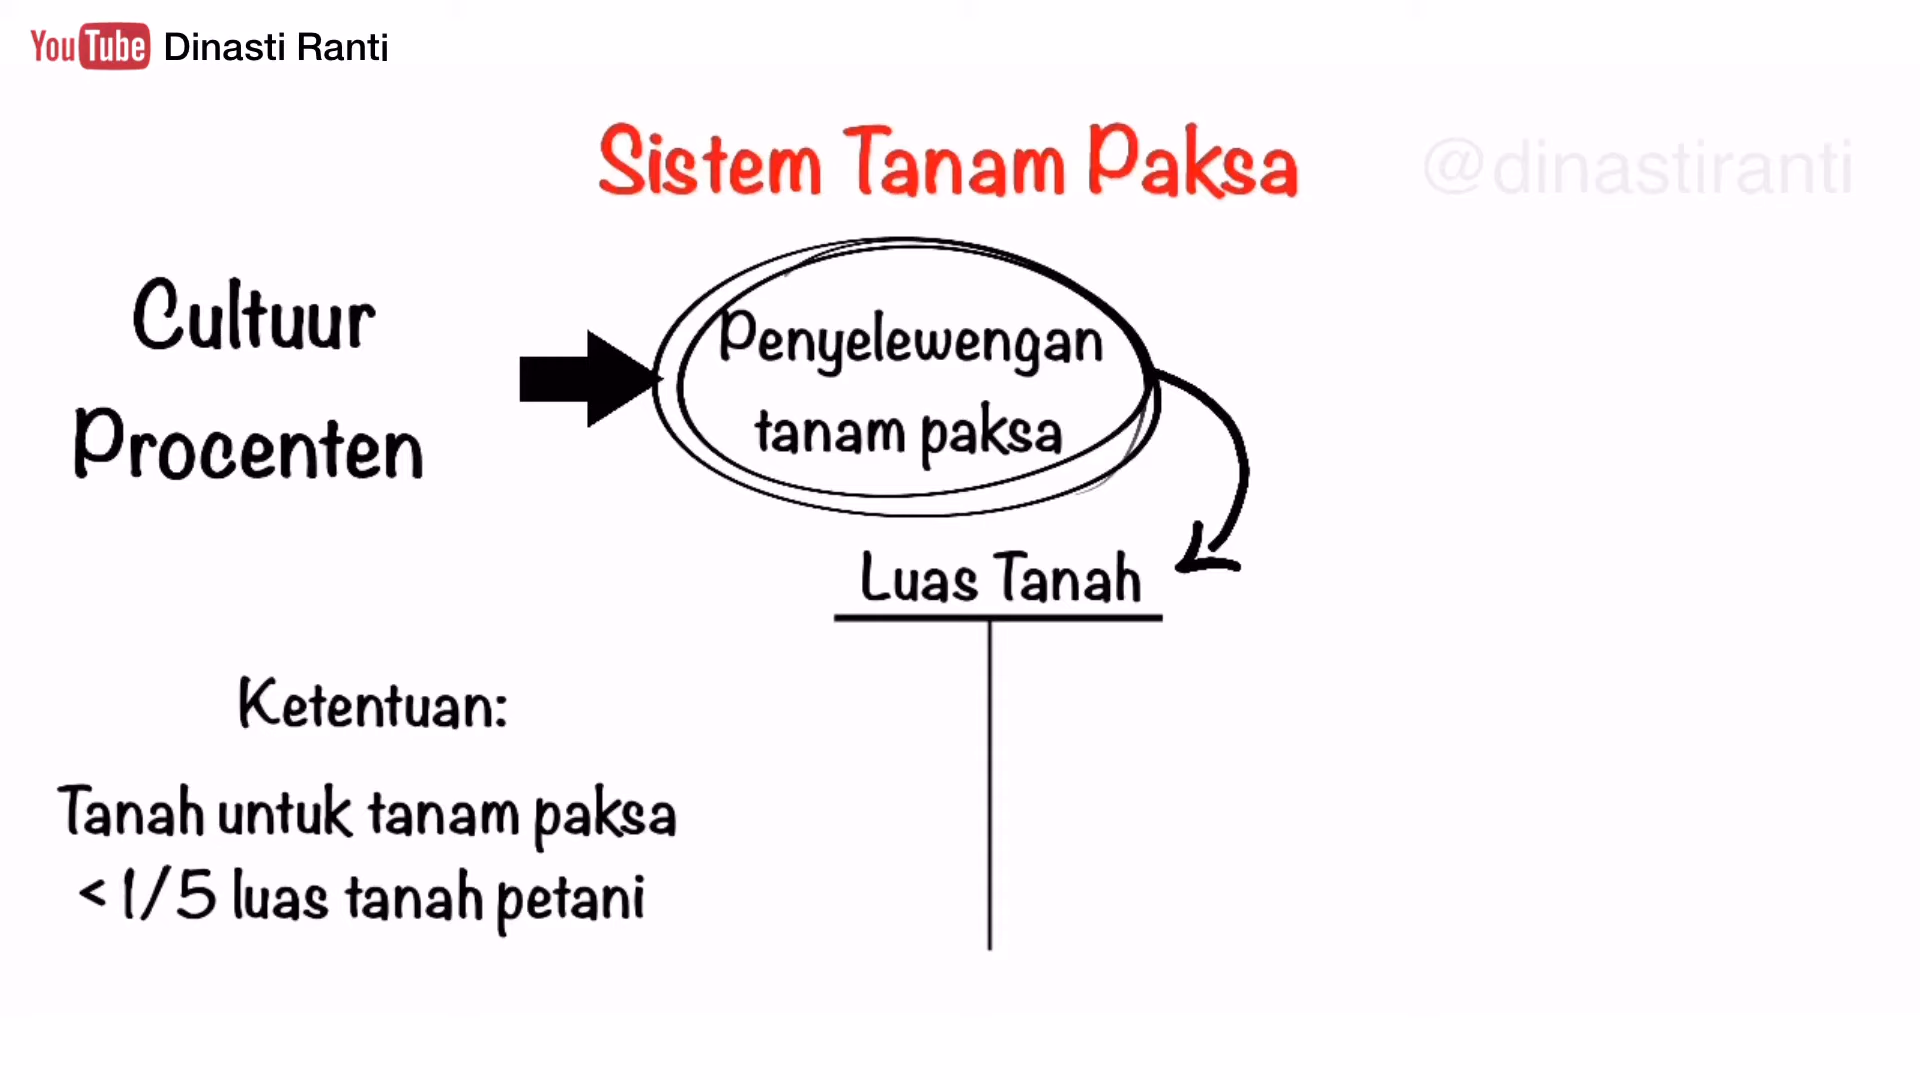 YouTube Dinasti Ranti
Sistem Tanam Paksa
@dinastiranti
Cultuur
Procenten
Penyelewengan
tanam paksa
Luas Tanah
Ketentuan:
Tanah untuk tanam paksa
< 1/5 luas tanah petani